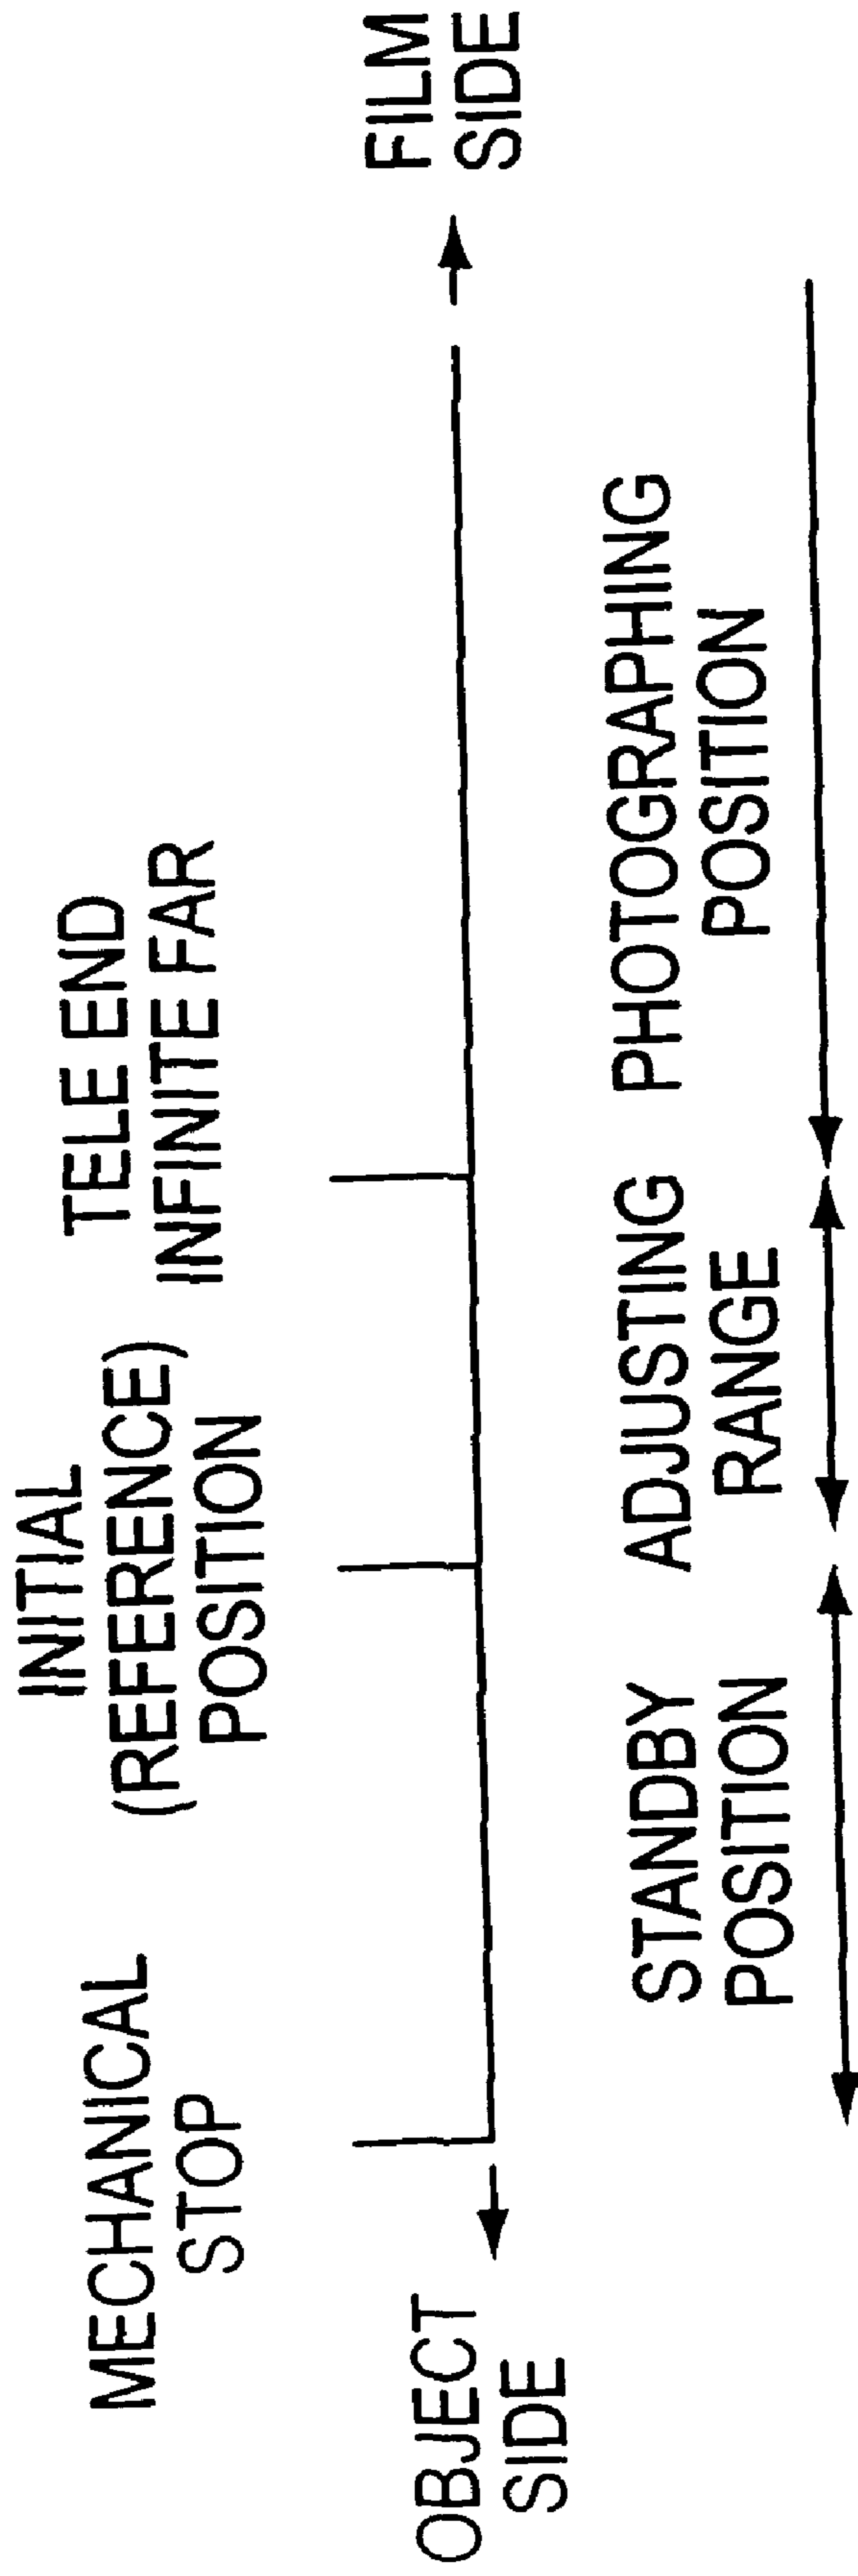 MECHANICAL
STOP
INITIAL
(REFERENCE)
POSITION
TELE END
INFINITE FAR
OBJECT
SIDE
FILM
SIDE
STANDBY
POSITION
ADJUSTING
RANGE
PHOTOGRAPHING
POSITION